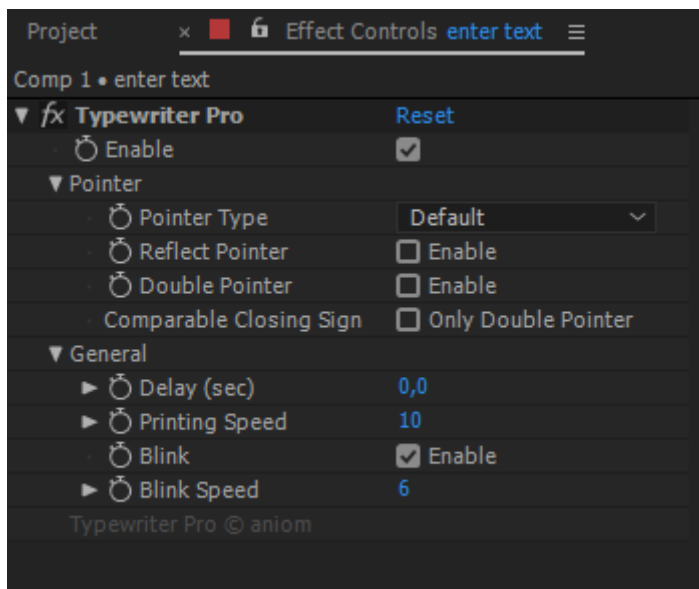 Project × Effect Controls enter text
Comp 1 • enter text
fx Typewriter Pro Reset
Enable
Pointer
Pointer Type Default
Reflect Pointer Enable
Double Pointer Enable
Comparable Closing Sign Only Double Pointer
General
Delay (sec) 0,0
Printing Speed 10
Blink Enable
Blink Speed 6
Typewriter Pro © aniom